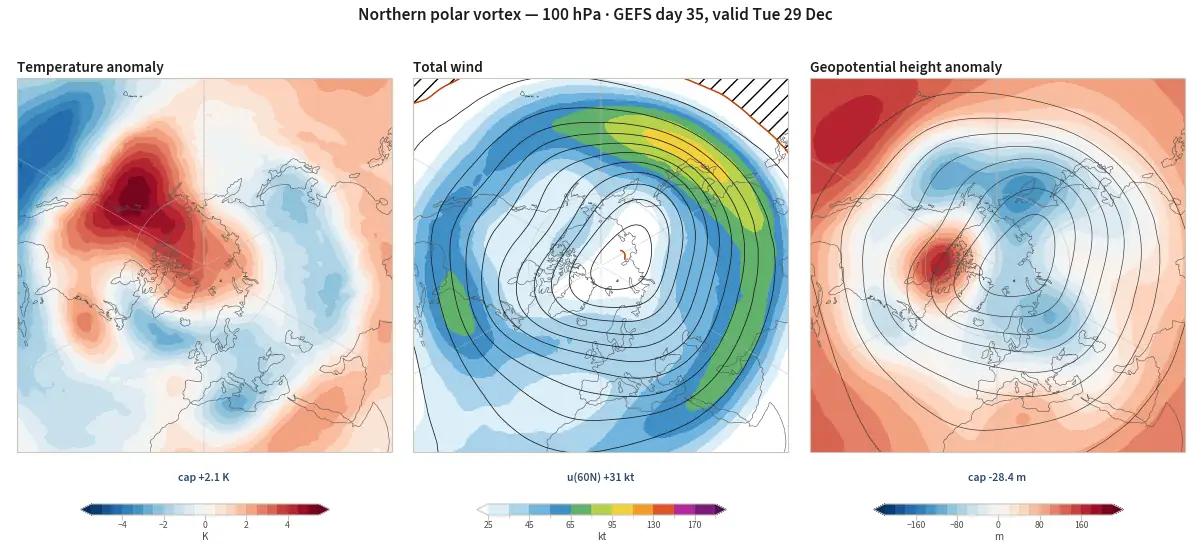 Northern polar vortex — 100 hPa · GEFS day 35, valid Tue 29 Dec
Temperature anomaly
Total wind
Geopotential height anomaly
cap +2.1 K
u(60N) +31 kt
cap -28.4 m
−4 −2 0 2 4
K
25 45 65 95 130 170
kt
−160 −80 0 80 160
m